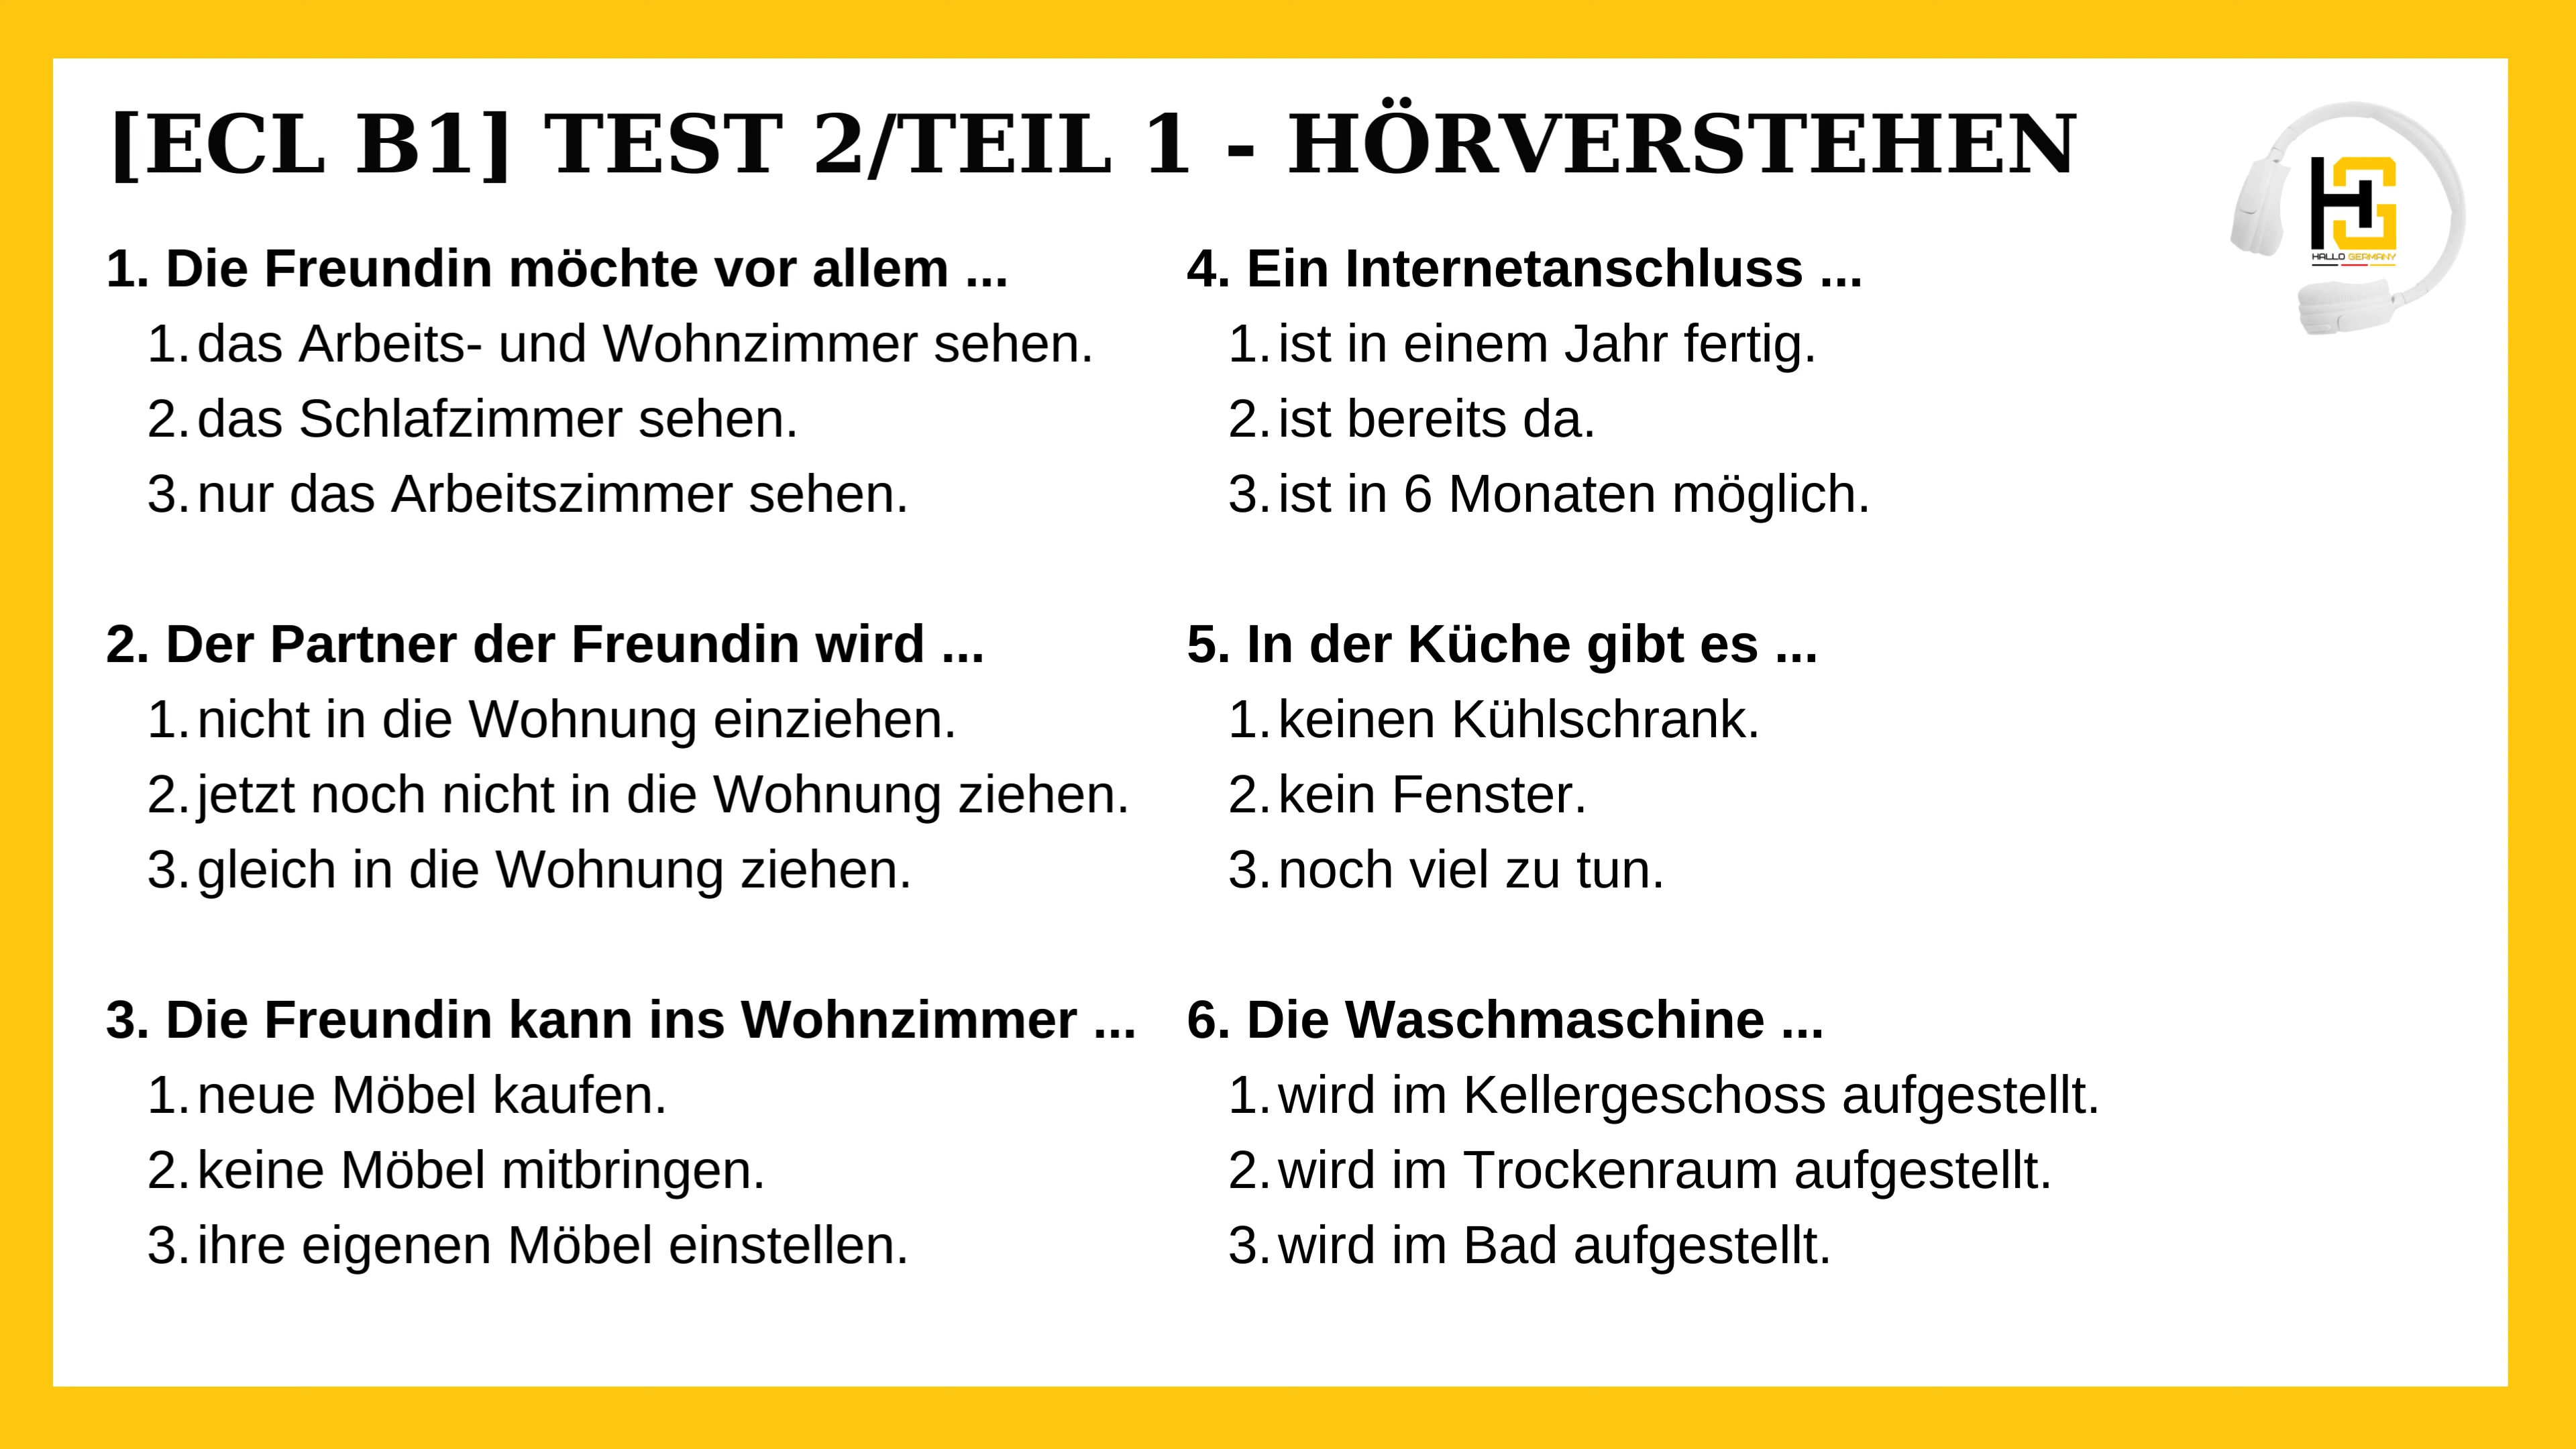 [ECL B1] TEST 2/TEIL 1 - HÖRVERSTEHEN
HALLO GERMANY
1. Die Freundin möchte vor allem ...
1. das Arbeits- und Wohnzimmer sehen.
2. das Schlafzimmer sehen.
3. nur das Arbeitszimmer sehen.
2. Der Partner der Freundin wird ...
1. nicht in die Wohnung einziehen.
2. jetzt noch nicht in die Wohnung ziehen.
3. gleich in die Wohnung ziehen.
3. Die Freundin kann ins Wohnzimmer ...
1. neue Möbel kaufen.
2. keine Möbel mitbringen.
3. ihre eigenen Möbel einstellen.
4. Ein Internetanschluss ...
1. ist in einem Jahr fertig.
2. ist bereits da.
3. ist in 6 Monaten möglich.
5. In der Küche gibt es ...
1. keinen Kühlschrank.
2. kein Fenster.
3. noch viel zu tun.
6. Die Waschmaschine ...
1. wird im Kellergeschoss aufgestellt.
2. wird im Trockenraum aufgestellt.
3. wird im Bad aufgestellt.